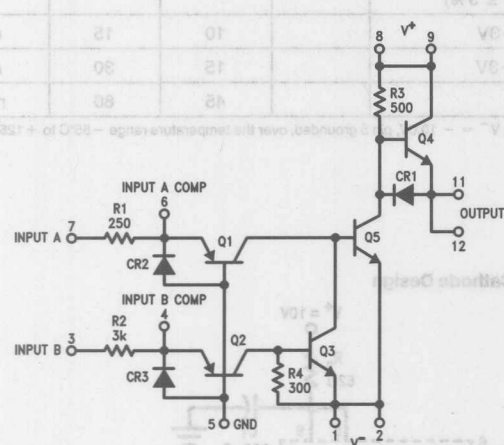 V+
8 9
R3
500
Q4
CR1
11
OUTPUT
12
INPUT A COMP
6
7
INPUT A
R1
250
Q1
Q5
CR2
INPUT B COMP
4
R2
3k
3
INPUT B
Q2
Q3
CR3
R4
300
5 GND
1 2
V-